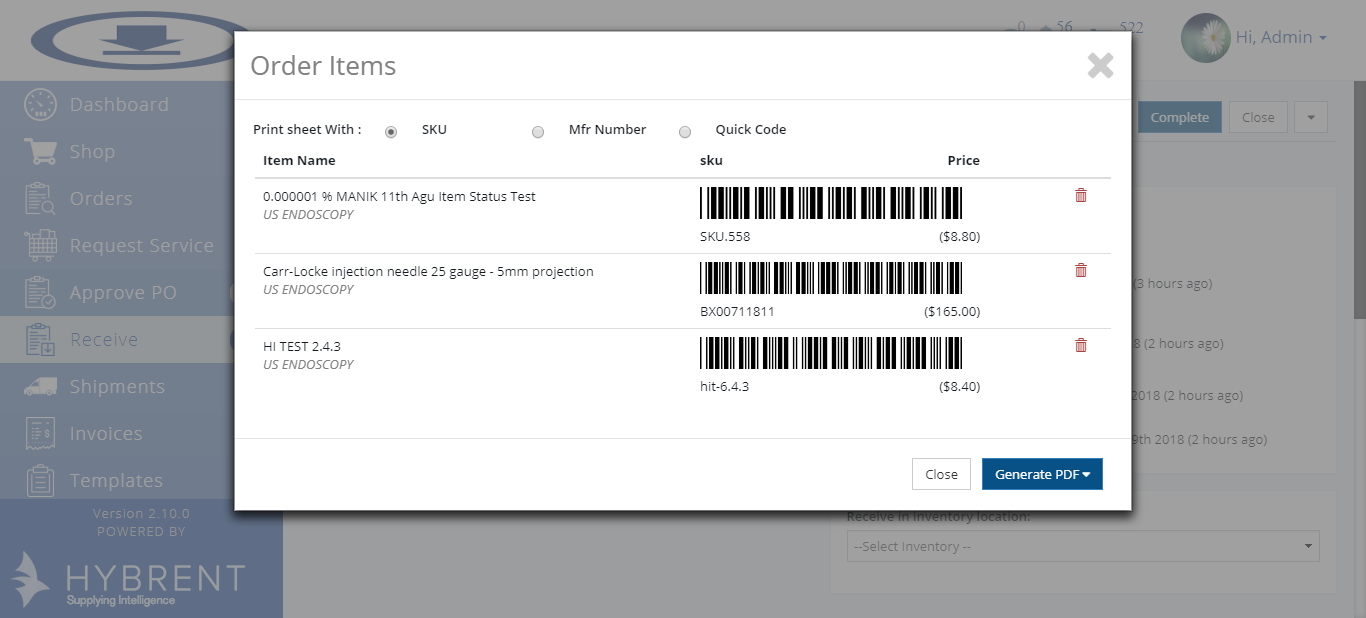 0 56 522
Hi, Admin
Order Items
Dashboard
Shop
Orders
Request Service
Approve PO
Receive
Shipments
Invoices
Templates
Version 2.10.0
POWERED BY
HYBRENT
Supplying Intelligence
Complete Close
Print sheet With : SKU Mfr Number Quick Code
Item Name sku Price
0.000001 % MANIK 11th Agu Item Status Test
US ENDOSCOPY
SKU.558 ($8.80)
Carr-Locke injection needle 25 gauge - 5mm projection
US ENDOSCOPY
BX00711811 ($165.00)
HI TEST 2.4.3
US ENDOSCOPY
hit-6.4.3 ($8.40)
Close Generate PDF
(3 hours ago)
8 (2 hours ago)
2018 (2 hours ago)
9th 2018 (2 hours ago)
Receive in inventory location:
--Select Inventory --